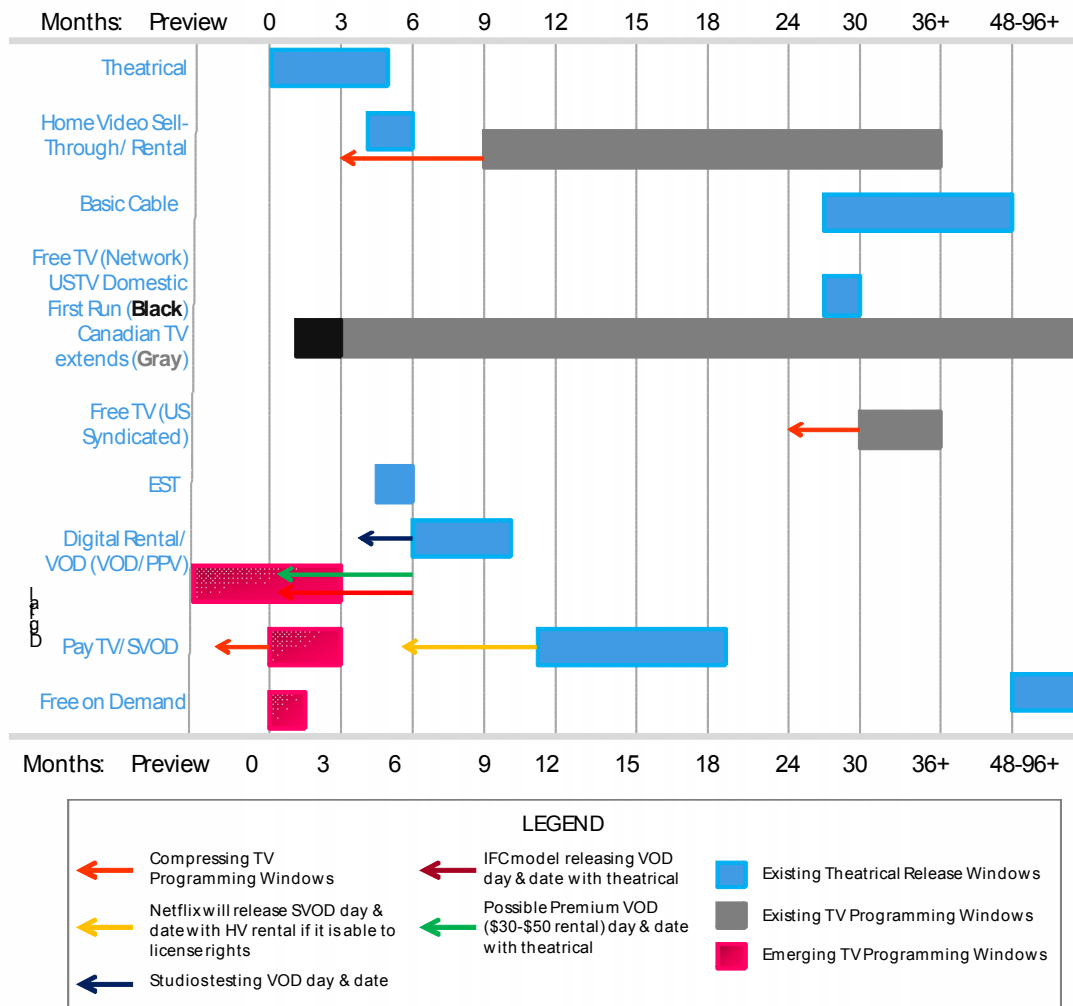 Months: Preview 0 3 6 9 12 15 18 24 30 36+ 48-96+
Theatrical
Home Video Sell-
Through/ Rental
Basic Cable
Free TV (Network)
USTV Domestic
First Run (Black)
Canadian TV
extends (Gray)
Free TV (US
Syndicated)
EST
Digital Rental/
VOD (VOD/PPV)
Digital
Pay TV/SVOD
Free on Demand
Months: Preview 0 3 6 9 12 15 18 24 30 36+ 48-96+
LEGEND
Compressing TV
Programming Windows
Netflix will release SVOD day &
date with HV rental if it is able to
license rights
Studios testing VOD day & date
IFC model releasing VOD
day & date with theatrical
Possible Premium VOD
($30-$50 rental) day & date
with theatrical
Existing Theatrical Release Windows
Existing TV Programming Windows
Emerging TV Programming Windows